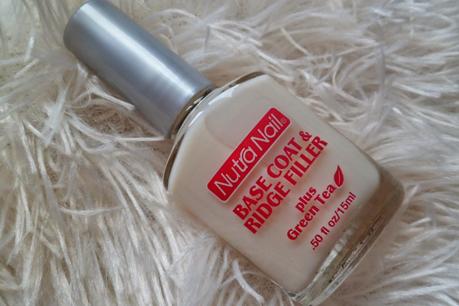 Nutra Nail®
BASE COAT &
RIDGE FILLER
plus
Green Tea
.50 fl oz/15ml